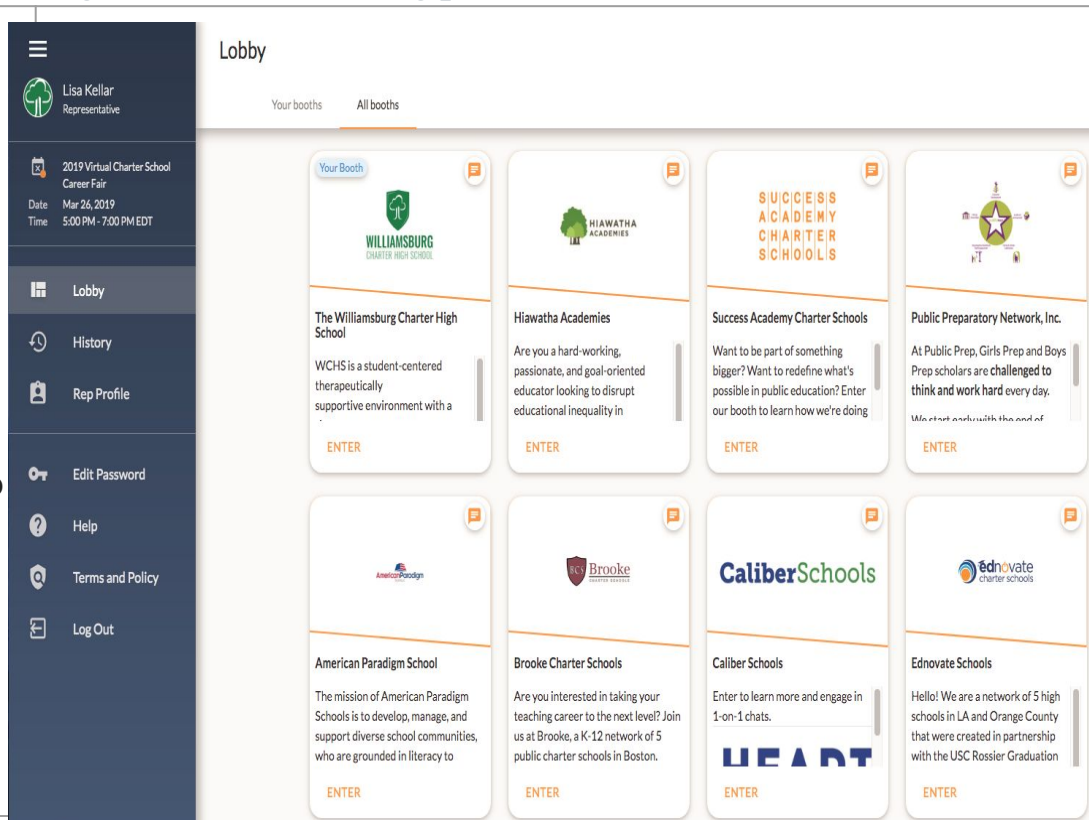 Lisa Kellar
Representative
2019 Virtual Charter School
Career Fair
Date Mar 26, 2019
Time 5:00 PM - 7:00 PM EDT
Lobby
History
Rep Profile
Edit Password
Help
Terms and Policy
Log Out
Lobby
Your booths All booths
Your Booth
WILLIAMSBURG
CHARTER HIGH SCHOOL
The Williamsburg Charter High
School
WCHS is a student-centered
therapeutically
supportive environment with a
ENTER
HIAWATHA
ACADEMIES
Hiawatha Academies
Are you a hard-working,
passionate, and goal-oriented
educator looking to disrupt
educational inequality in
ENTER
SUCCESS
ACADEMY
CHARTER
SCHOOLS
Success Academy Charter Schools
Want to be part of something
bigger? Want to redefine what's
possible in public education? Enter
our booth to learn how we're doing
ENTER
Public Preparatory Network, Inc.
At Public Prep, Girls Prep and Boys
Prep scholars are challenged to
think and work hard every day.
We start early with the end of
ENTER
AmericanParadigm
American Paradigm School
The mission of American Paradigm
Schools is to develop, manage, and
support diverse school communities,
who are grounded in literacy to
ENTER
BCS Brooke
CHARTER SCHOOLS
Brooke Charter Schools
Are you interested in taking your
teaching career to the next level? Join
us at Brooke, a K-12 network of 5
public charter schools in Boston.
ENTER
CaliberSchools
Caliber Schools
Enter to learn more and engage in
1-on-1 chats.
HEART
ENTER
ednovate
charter schools
Ednovate Schools
Hello! We are a network of 5 high
schools in LA and Orange County
that were created in partnership
with the USC Rossier Graduation
ENTER